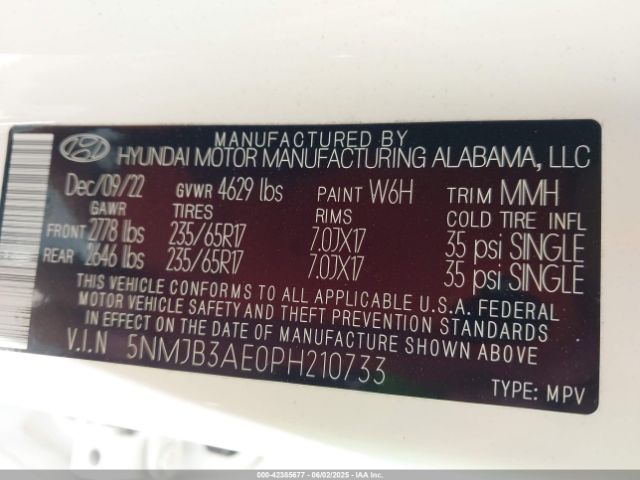 MANUFACTURED BY
HYUNDAI MOTOR MANUFACTURING ALABAMA, LLC
Dec/09/22 GVWR 4629 lbs PAINT W6H TRIM MMH
GAWR TIRES RIMS COLD TIRE INFL
FRONT 2778 lbs 235/65R17 7.0JX17 35 psi SINGLE
REAR 2646 lbs 235/65R17 7.0JX17 35 psi SINGLE
THIS VEHICLE CONFORMS TO ALL APPLICABLE U.S.A. FEDERAL
MOTOR VEHICLE SAFETY AND THEFT PREVENTION STANDARDS
IN EFFECT ON THE DATE OF MANUFACTURE SHOWN ABOVE
V.I.N 5NMJB3AE0PH210733
TYPE: MPV
000-42385677 - 06/02/2025 - IAAI.COM